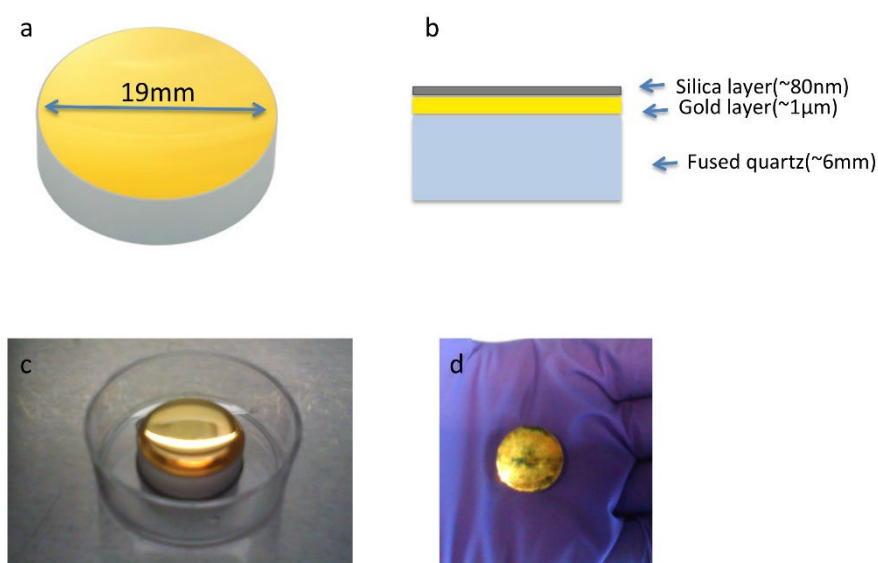 a
b
19mm
Silica layer(~80nm)
Gold layer(~1µm)
Fused quartz(~6mm)
c
d